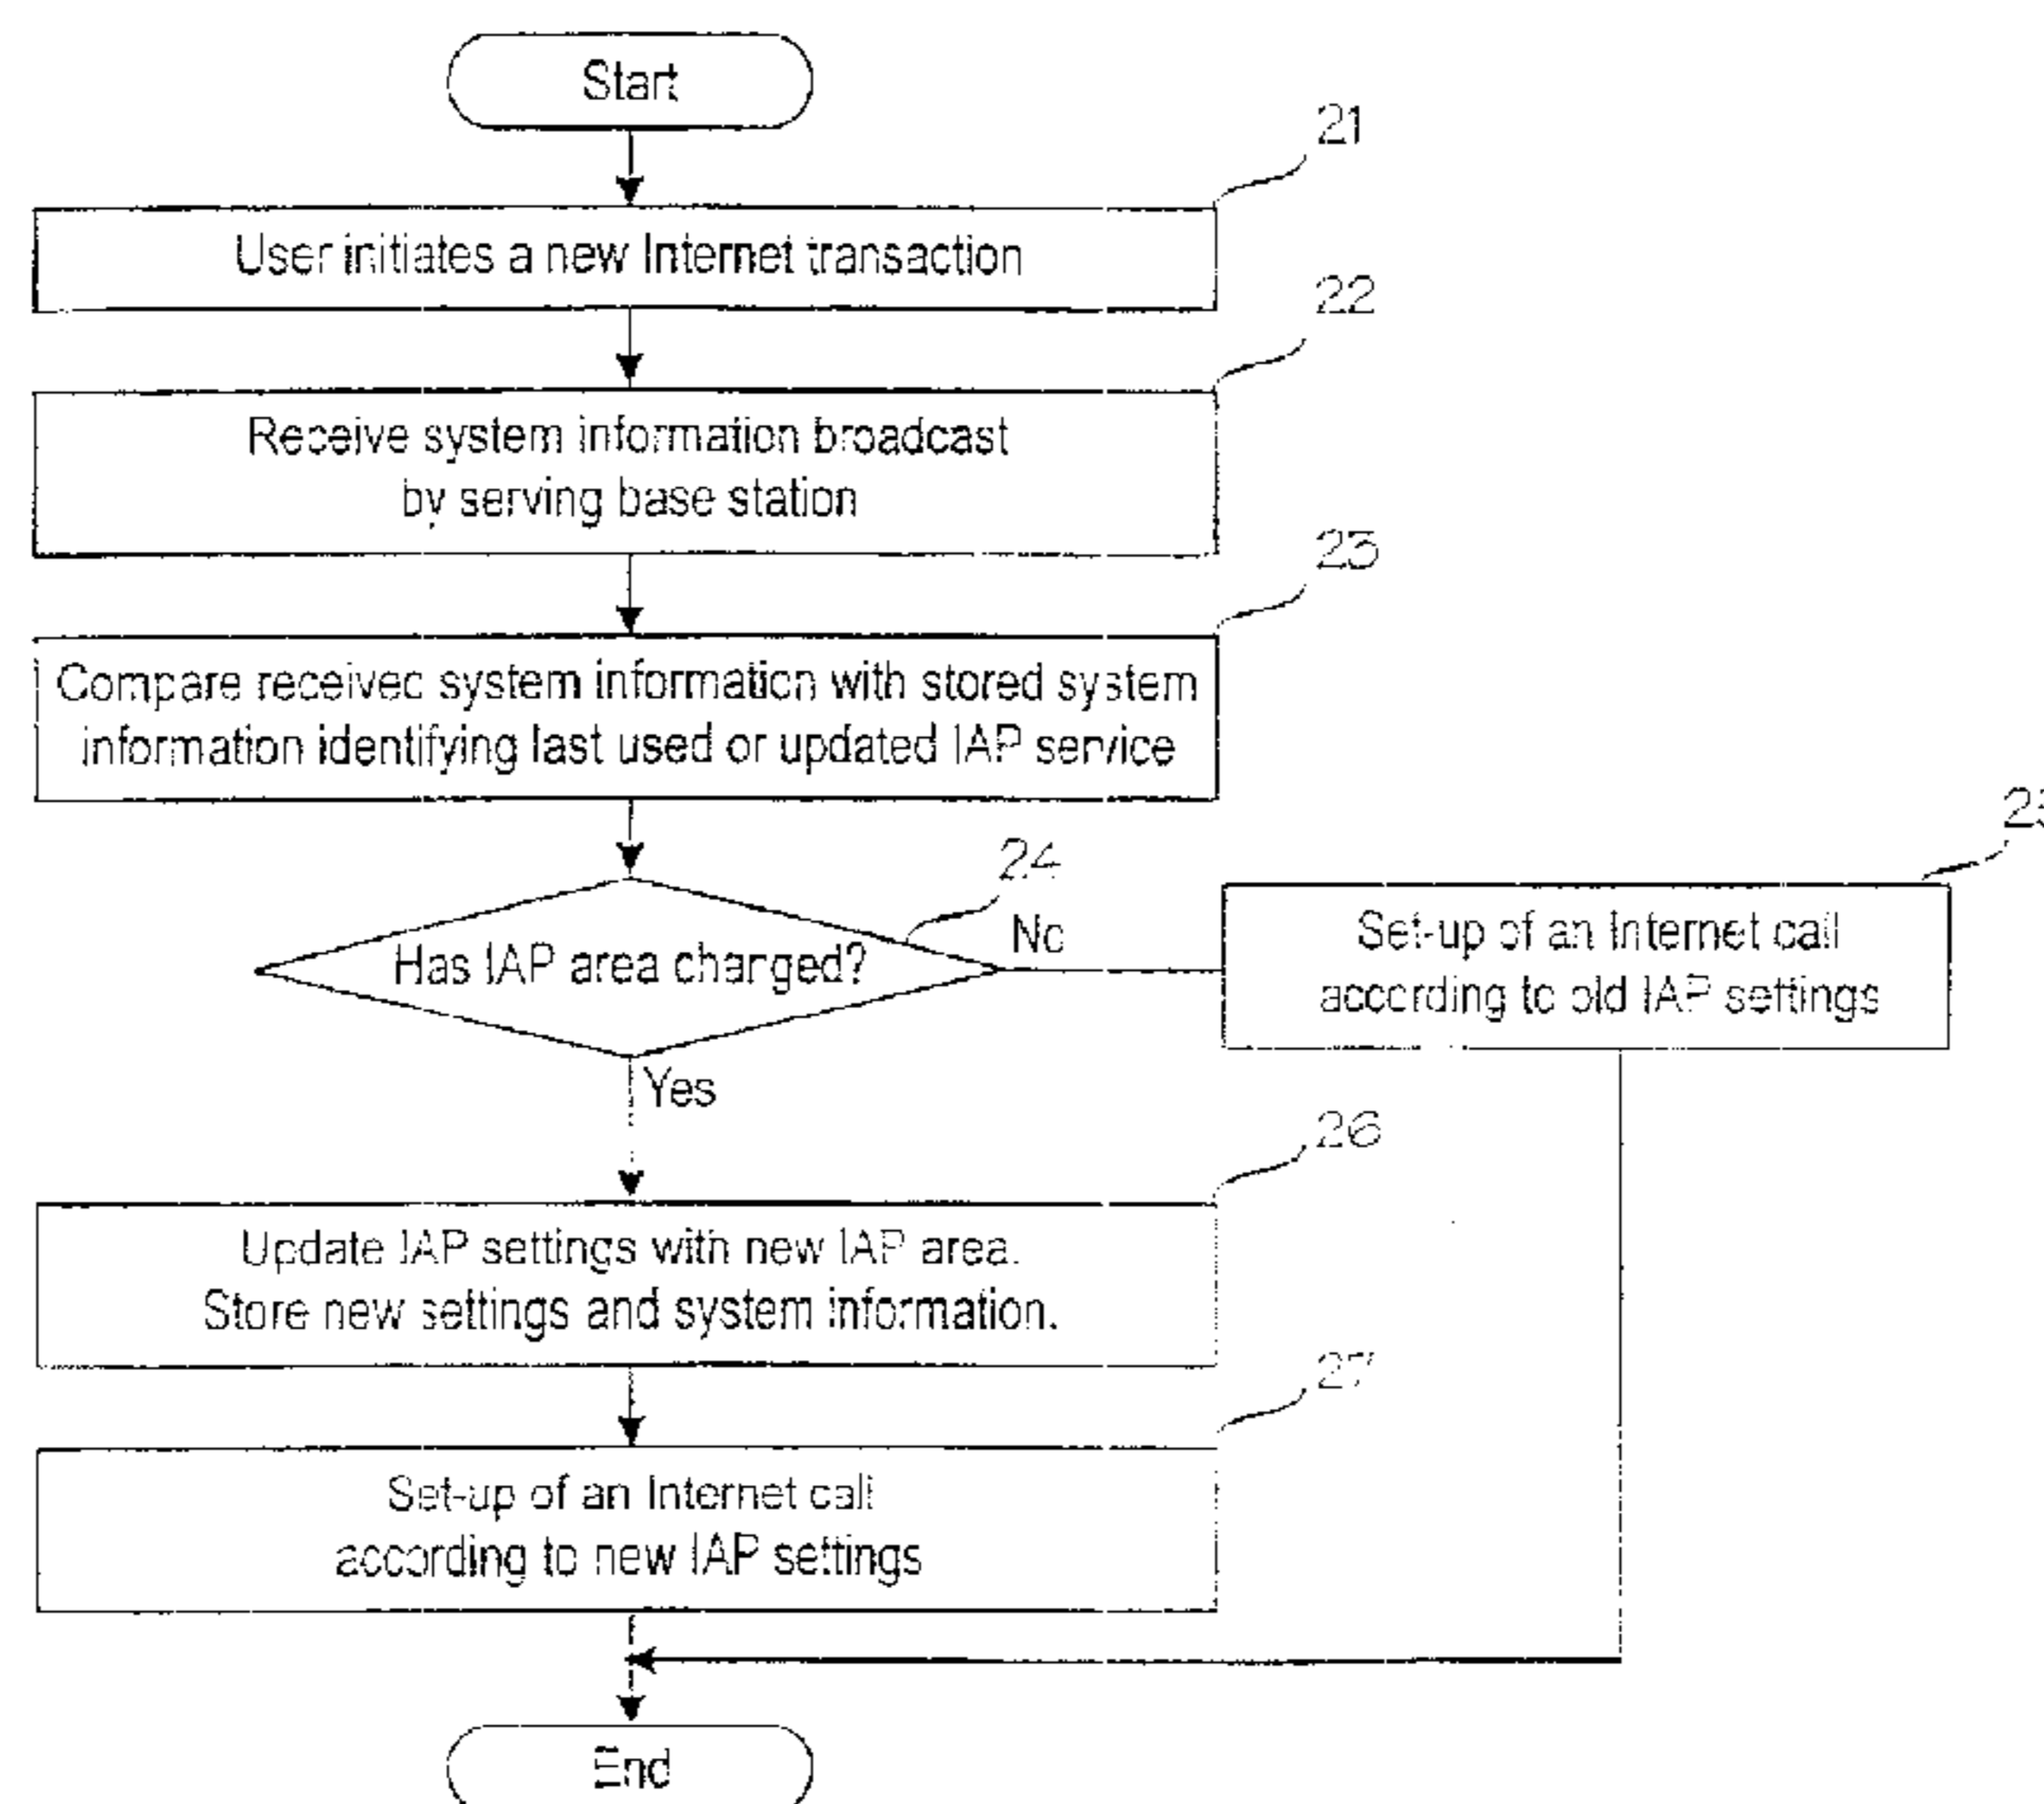 Start
21
User initiates a new Internet transaction
22
Receive system information broadcast
by serving base station
23
Compare received system information with stored system
information identifying last used or updated IAP service
24
Has IAP area changed?
No
Set-up of an Internet call
according to old IAP settings
Yes
26
Update IAP settings with new IAP area.
Store new settings and system information.
27
Set-up of an Internet call
according to new IAP settings
End